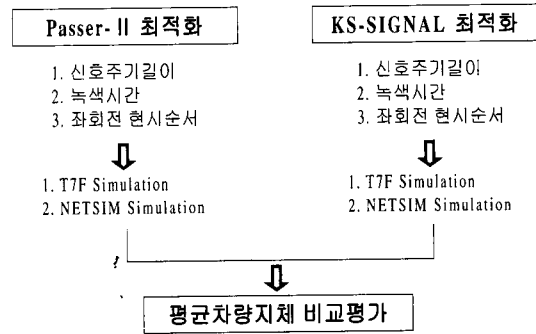 Passer-II 최적화
1. 신호주기길이
2. 녹색시간
3. 좌회전 현시순서
1. T7F Simulation
2. NETSIM Simulation
KS-SIGNAL 최적화
1. 신호주기길이
2. 녹색시간
3. 좌회전 현시순서
1. T7F Simulation
2. NETSIM Simulation
평균차량지체 비교평가